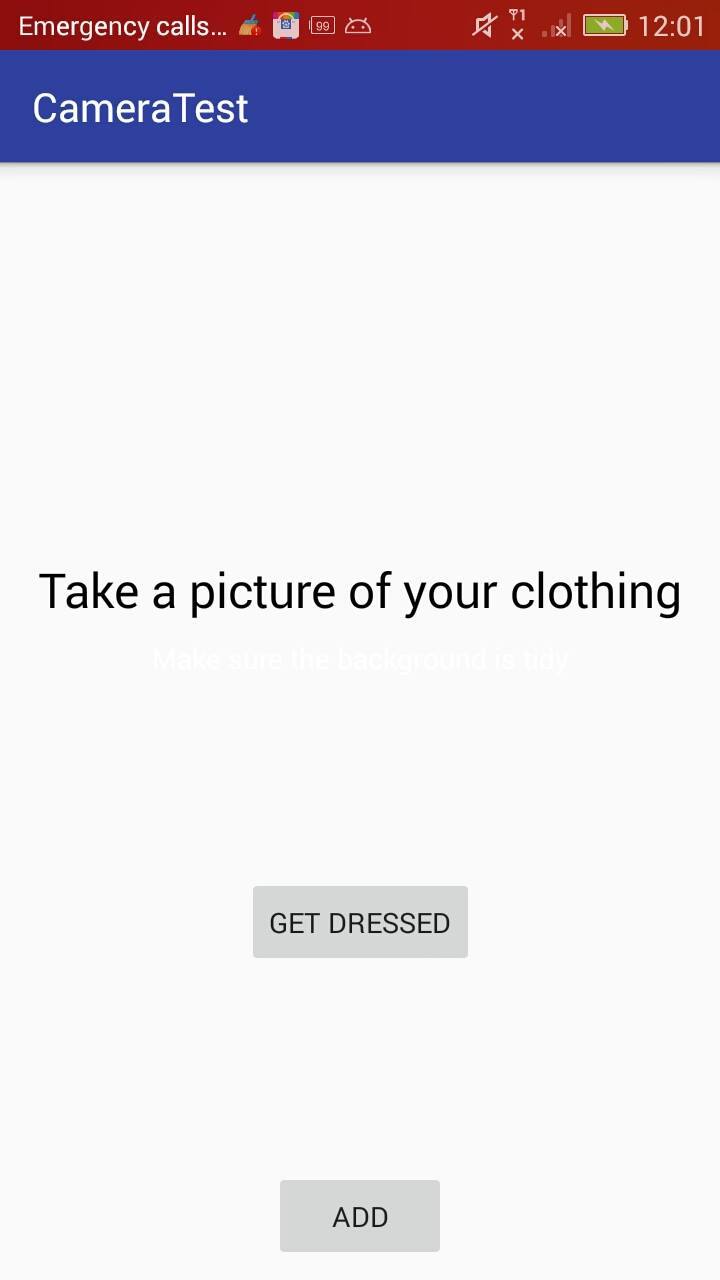 Emergency calls... 99 1 12:01
CameraTest
Take a picture of your clothing
Make sure the background is tidy
GET DRESSED
ADD